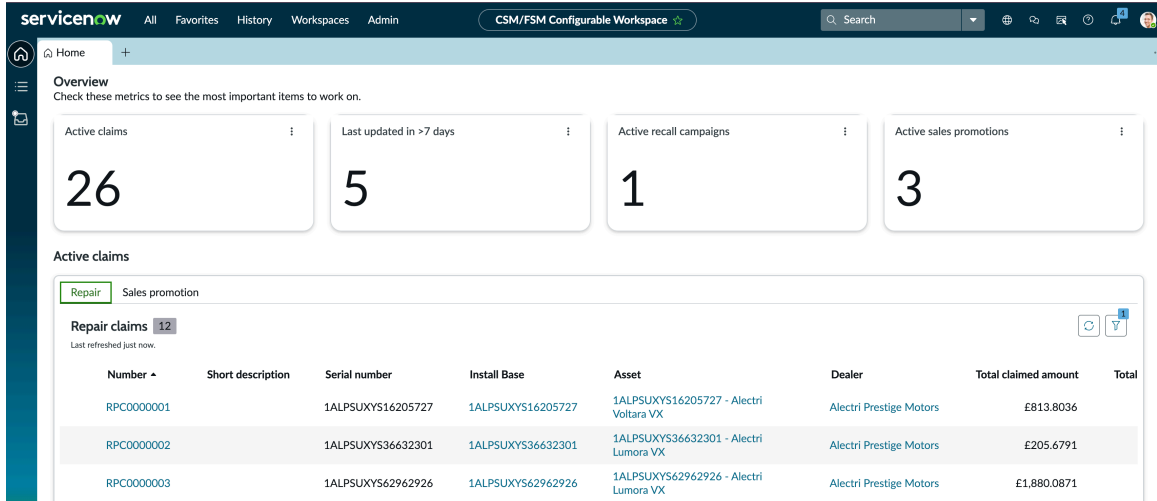 servicenow All Favorites History Workspaces Admin CSM/FSM Configurable Workspace Search 4
Home
Overview
Check these metrics to see the most important items to work on.
Active claims Last updated in >7 days Active recall campaigns Active sales promotions
26 5 1 3
Active claims
Repair Sales promotion
Repair claims 12 1
Last refreshed just now.
Number Short description Serial number Install Base Asset Dealer Total claimed amount Total
RPC0000001 1ALPSUXYS16205727 1ALPSUXYS16205727 1ALPSUXYS16205727 - Alectri Alectri Prestige Motors £813.8036
Voltara VX
RPC0000002 1ALPSUXYS36632301 1ALPSUXYS36632301 1ALPSUXYS36632301 - Alectri Alectri Prestige Motors £205.6791
Lumora VX
RPC0000003 1ALPSUXYS62962926 1ALPSUXYS62962926 1ALPSUXYS62962926 - Alectri Alectri Prestige Motors £1,880.0871
Lumora VX